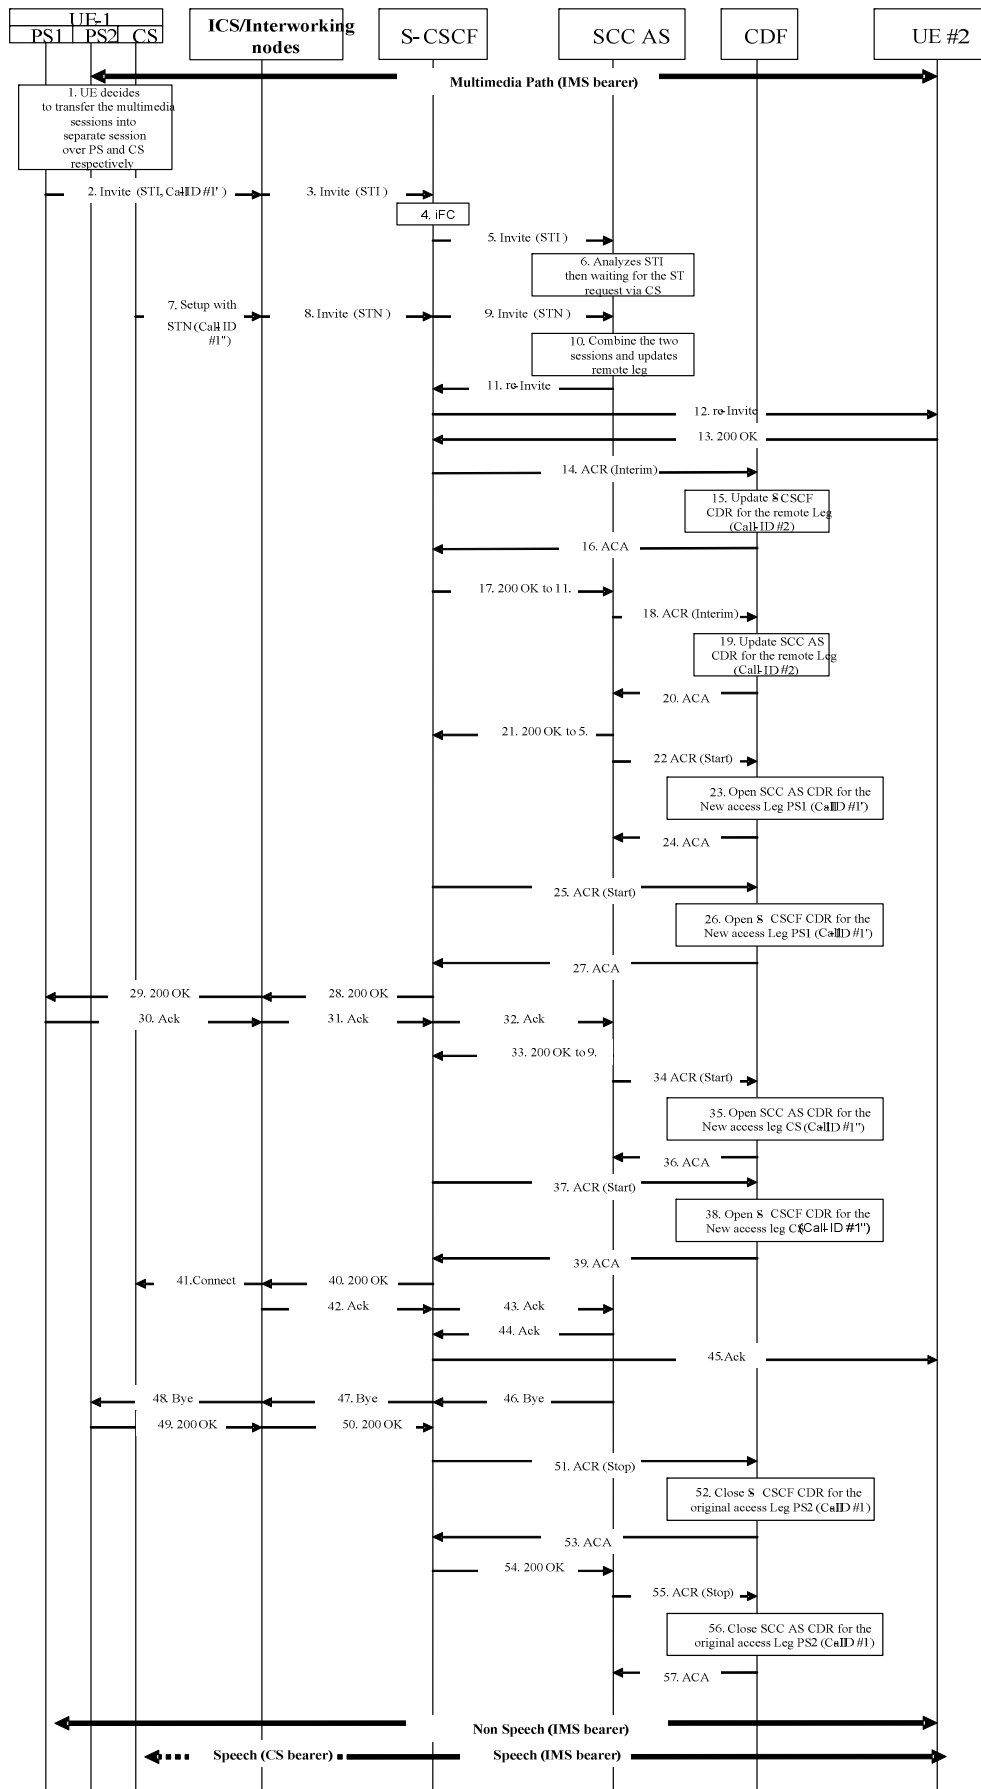 UE-1
PS1 PS2 CS
ICS/Interworking
nodes
S-CSCF
SCC AS
CDF
UE #2
Multimedia Path (IMS bearer)
1. UE decides
to transfer the multimedia
sessions into
separate session
over PS and CS
respectively
2. Invite (STI, Call-ID #1')
3. Invite (STI)
4. iFC
5. Invite (STI)
6. Analyzes STI
then waiting for the ST
request via CS
7. Setup with
STN (Call-ID
#1'')
8. Invite (STN)
9. Invite (STN)
10. Combine the two
sessions and updates
remote leg
11. re-Invite
12. re-Invite
13. 200 OK
14. ACR (Interim)
15. Update S-CSCF
CDR for the remote Leg
(Call-ID #2)
16. ACA
17. 200 OK to 11.
18. ACR (Interim)
19. Update SCC AS
CDR for the remote Leg
(Call-ID #2)
20. ACA
21. 200 OK to 5.
22 ACR (Start)
23. Open SCC AS CDR for the
New access Leg PS1 (Call-ID #1')
24. ACA
25. ACR (Start)
26. Open S-CSCF CDR for the
New access Leg PS1 (Call-ID #1')
27. ACA
28. 200 OK
29. 200 OK
30. Ack
31. Ack
32. Ack
33. 200 OK to 9.
34 ACR (Start)
35. Open SCC AS CDR for the
New access leg CS (Call-ID #1'')
36. ACA
37. ACR (Start)
38. Open S-CSCF CDR for the
New access leg CS (Call-ID #1'')
39. ACA
40. 200 OK
41. Connect
42. Ack
43. Ack
44. Ack
45. Ack
46. Bye
47. Bye
48. Bye
49. 200 OK
50. 200 OK
51. ACR (Stop)
52. Close S-CSCF CDR for the
original access Leg PS2 (Call-ID #1)
53. ACA
54. 200 OK
55. ACR (Stop)
56. Close SCC AS CDR for the
original access Leg PS2 (Call-ID #1)
57. ACA
Non Speech (IMS bearer)
Speech (CS bearer)
Speech (IMS bearer)